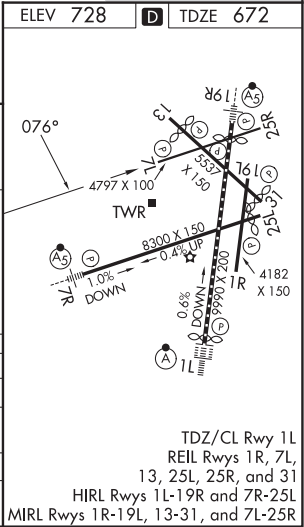 ELEV 728 D TDZE 672
19R
A5
P
13
P
25R
076°
P
7L
P
5537
X 150
19L
P
4797 X 100
TWR
25L
31
P
A5
P
8300 X 150
0.4% UP
1.0%
DOWN
7R
0.6%
DOWN
9990 X 200
1R
4182
X 150
P
A
1L
TDZ/CL Rwy 1L
REIL Rwys 1R, 7L,
13, 25L, 25R, and 31
HIRL Rwys 1L-19R and 7R-25L
MIRL Rwys 1R-19L, 13-31, and 7L-25R